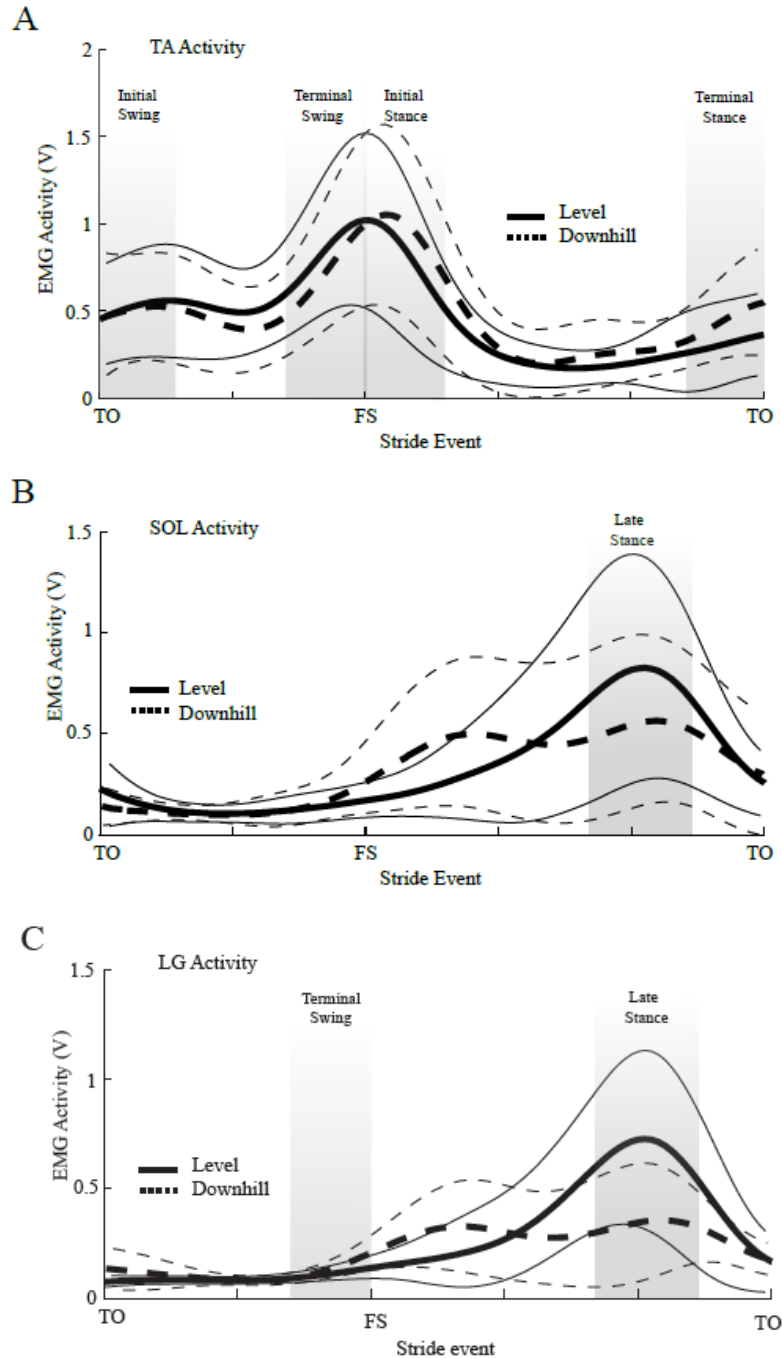 A
TA Activity
2
Initial
Swing
Terminal
Swing
Initial
Stance
Terminal
Stance
1.5
EMG Activity (V)
Level
Downhill
1
0.5
0
TO
FS
TO
Stride Event
B
SOL Activity
1.5
Late
Stance
EMG Activity (V)
1
Level
Downhill
0.5
0
TO
FS
TO
Stride Event
C
LG Activity
1.5
Terminal
Swing
Late
Stance
EMG Activity (V)
1
Level
Downhill
0.5
0
TO
FS
TO
Stride event